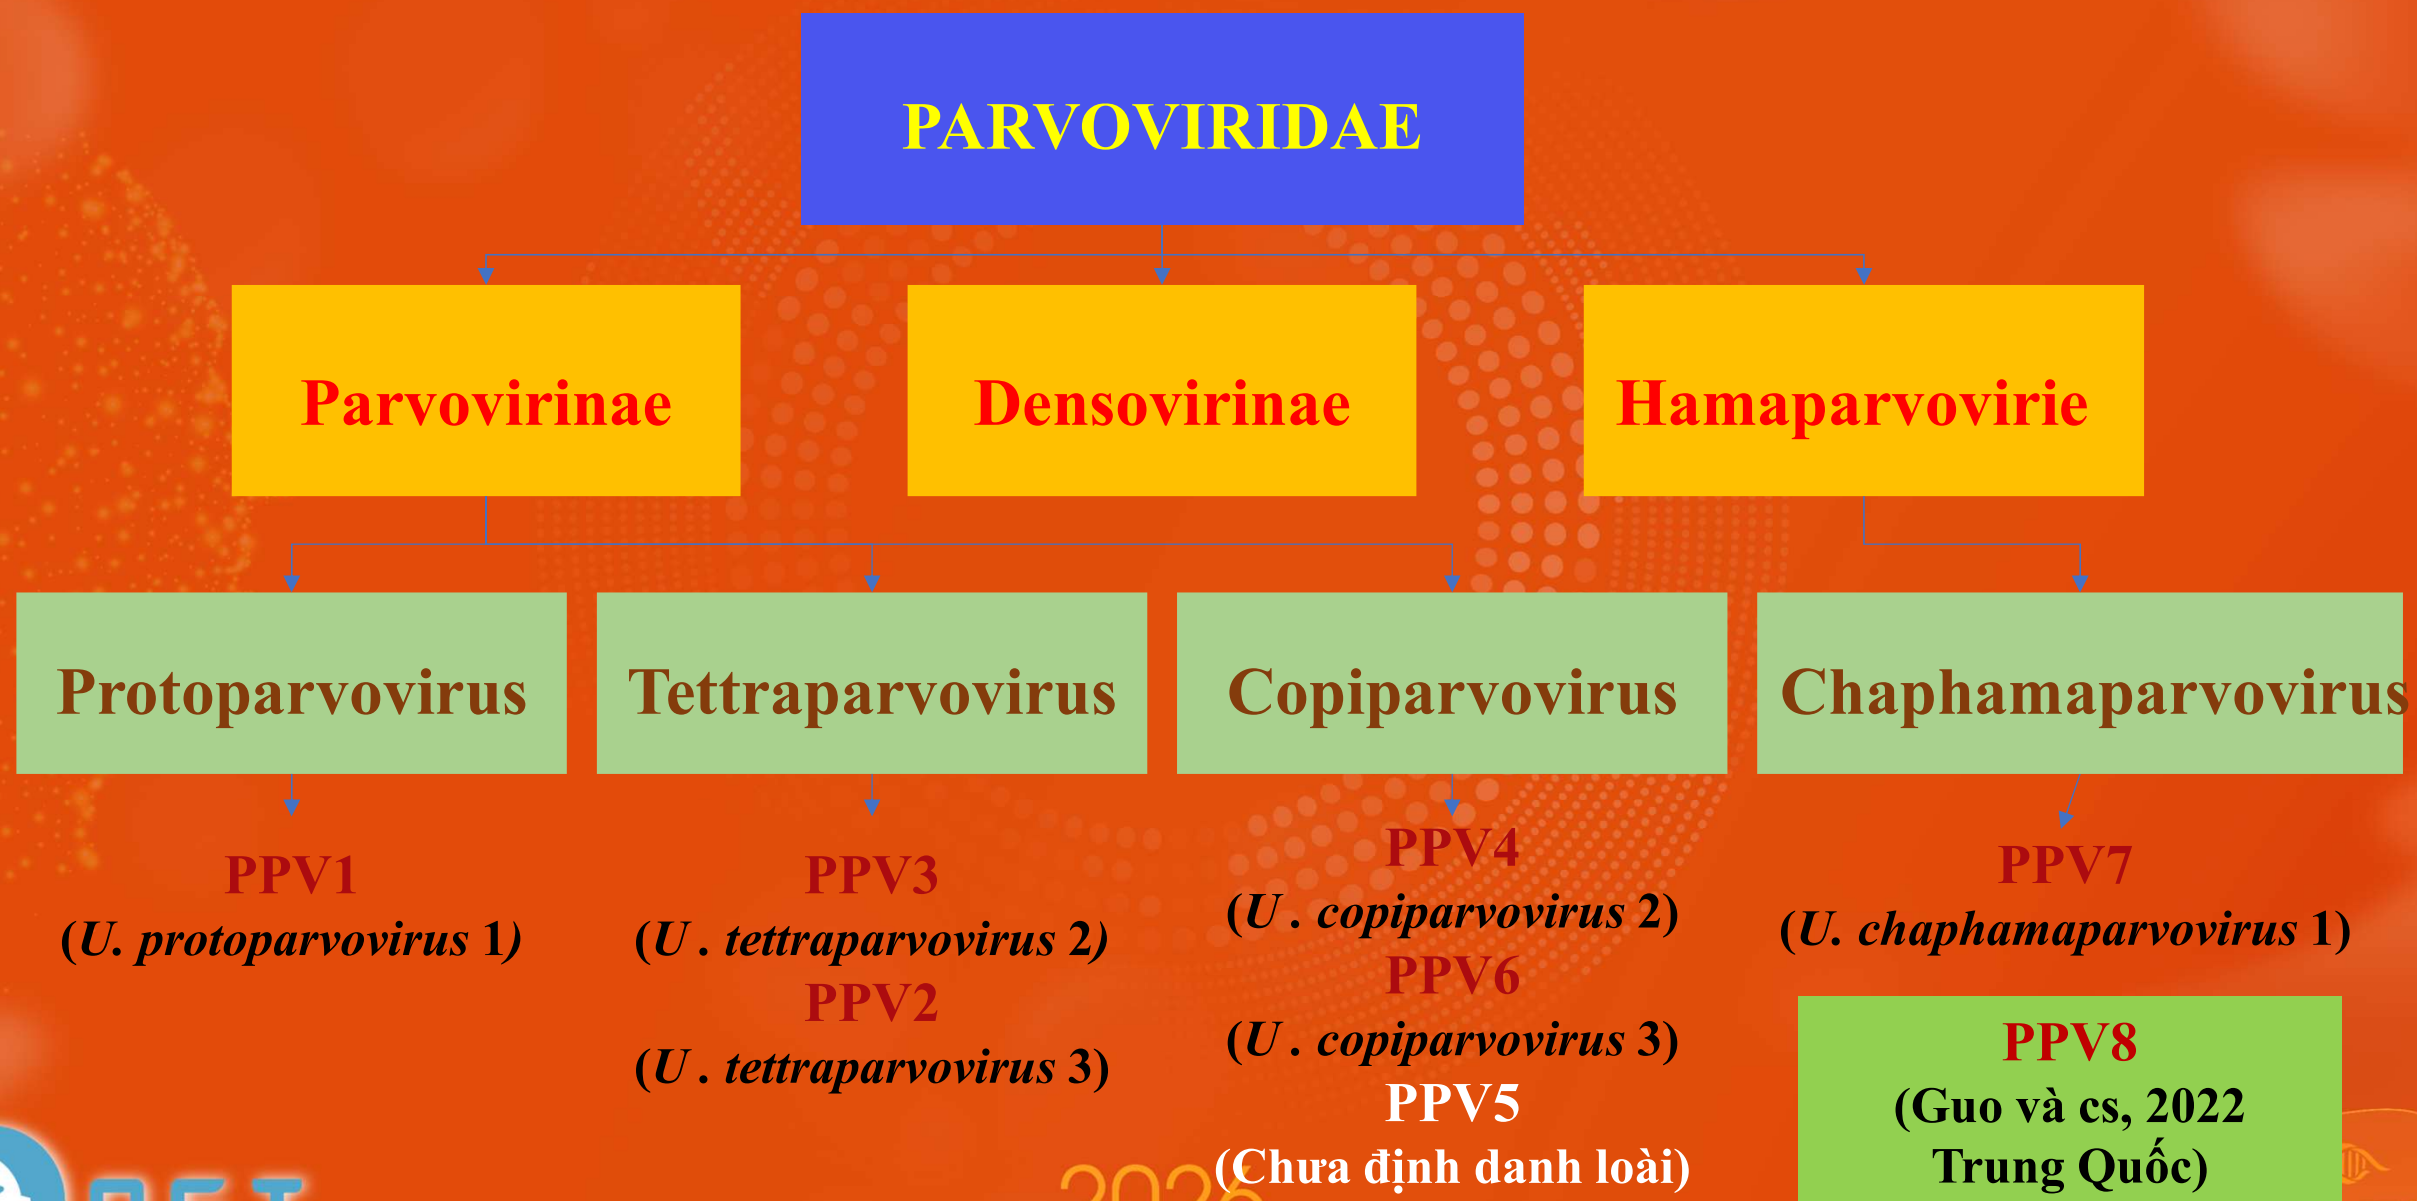 PARVOVIRIDAE
Parvovirinae
Densovirinae
Hamaparvovirie
Protoparvovirus
Tettraparvovirus
Copiparvovirus
Chaphamaparvovirus
PPV1
(U. protoparvovirus 1)
PPV3
(U . tettraparvovirus 2)
PPV2
(U . tettraparvovirus 3)
PPV4
(U . copiparvovirus 2)
PPV6
(U . copiparvovirus 3)
PPV5
(Chưa định danh loài)
PPV7
(U. chaphamaparvovirus 1)
PPV8
(Guo và cs, 2022
Trung Quốc)